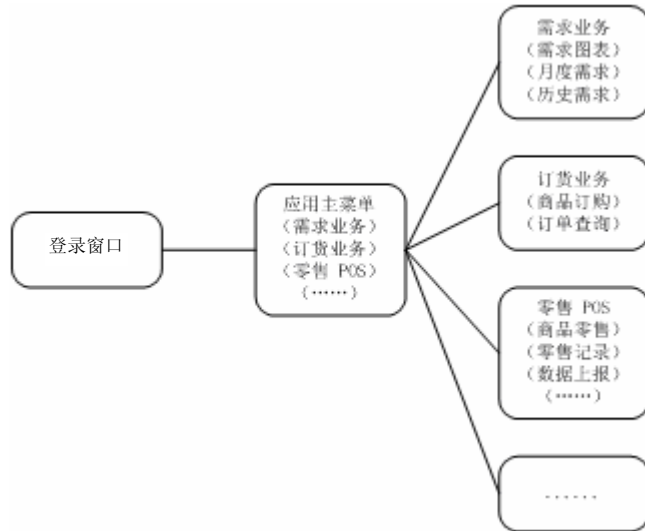 登录窗口
应用主菜单
（需求业务）
（订货业务）
（零售 POS）
（……）
需求业务
（需求图表）
（月度需求）
（历史需求）
订货业务
（商品订购）
（订单查询）
零售 POS
（商品零售）
（零售记录）
（数据上报）
（……）
......